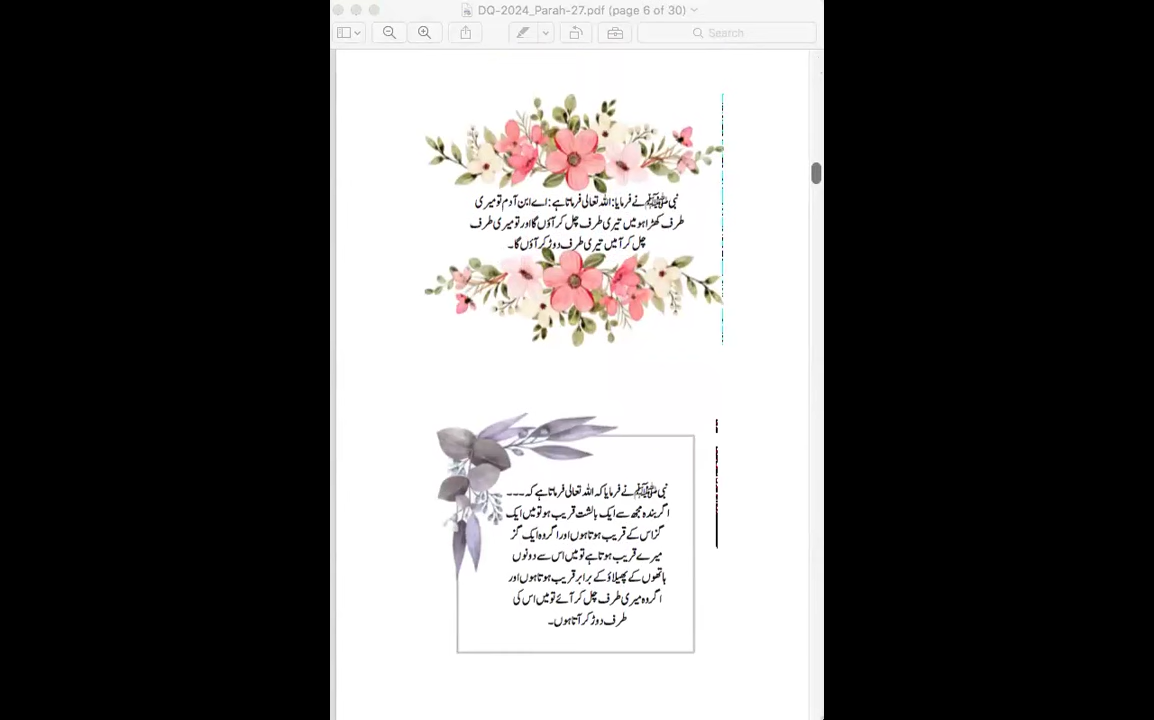 DQ-2024_Parah-27.pdf (page 6 of 30)
Search
نبی ﷺ نے فرمایا: اللہ تعالی فرماتا ہے: اے ابن آدم تو میری
طرف کھڑا ہو میں تیری طرف چل کر آؤں گا اور تو میری طرف
چل کر آ میں تیری طرف دوڑ کر آؤں گا۔
نبی ﷺ نے فرمایا کہ اللہ تعالی فرماتا ہے کہ ۔۔۔
اگر بندہ مجھ سے ایک بالشت قریب ہو تو میں ایک
گز اس کے قریب ہوتا ہوں اور اگر وہ ایک گز
میرے قریب ہوتا ہے تو میں اس سے دونوں
ہاتھوں کے پھیلاؤ کے برابر قریب ہوتا ہوں اور
اگر وہ میری طرف چل کر آئے تو میں اس کی
طرف دوڑ کر آتا ہوں۔